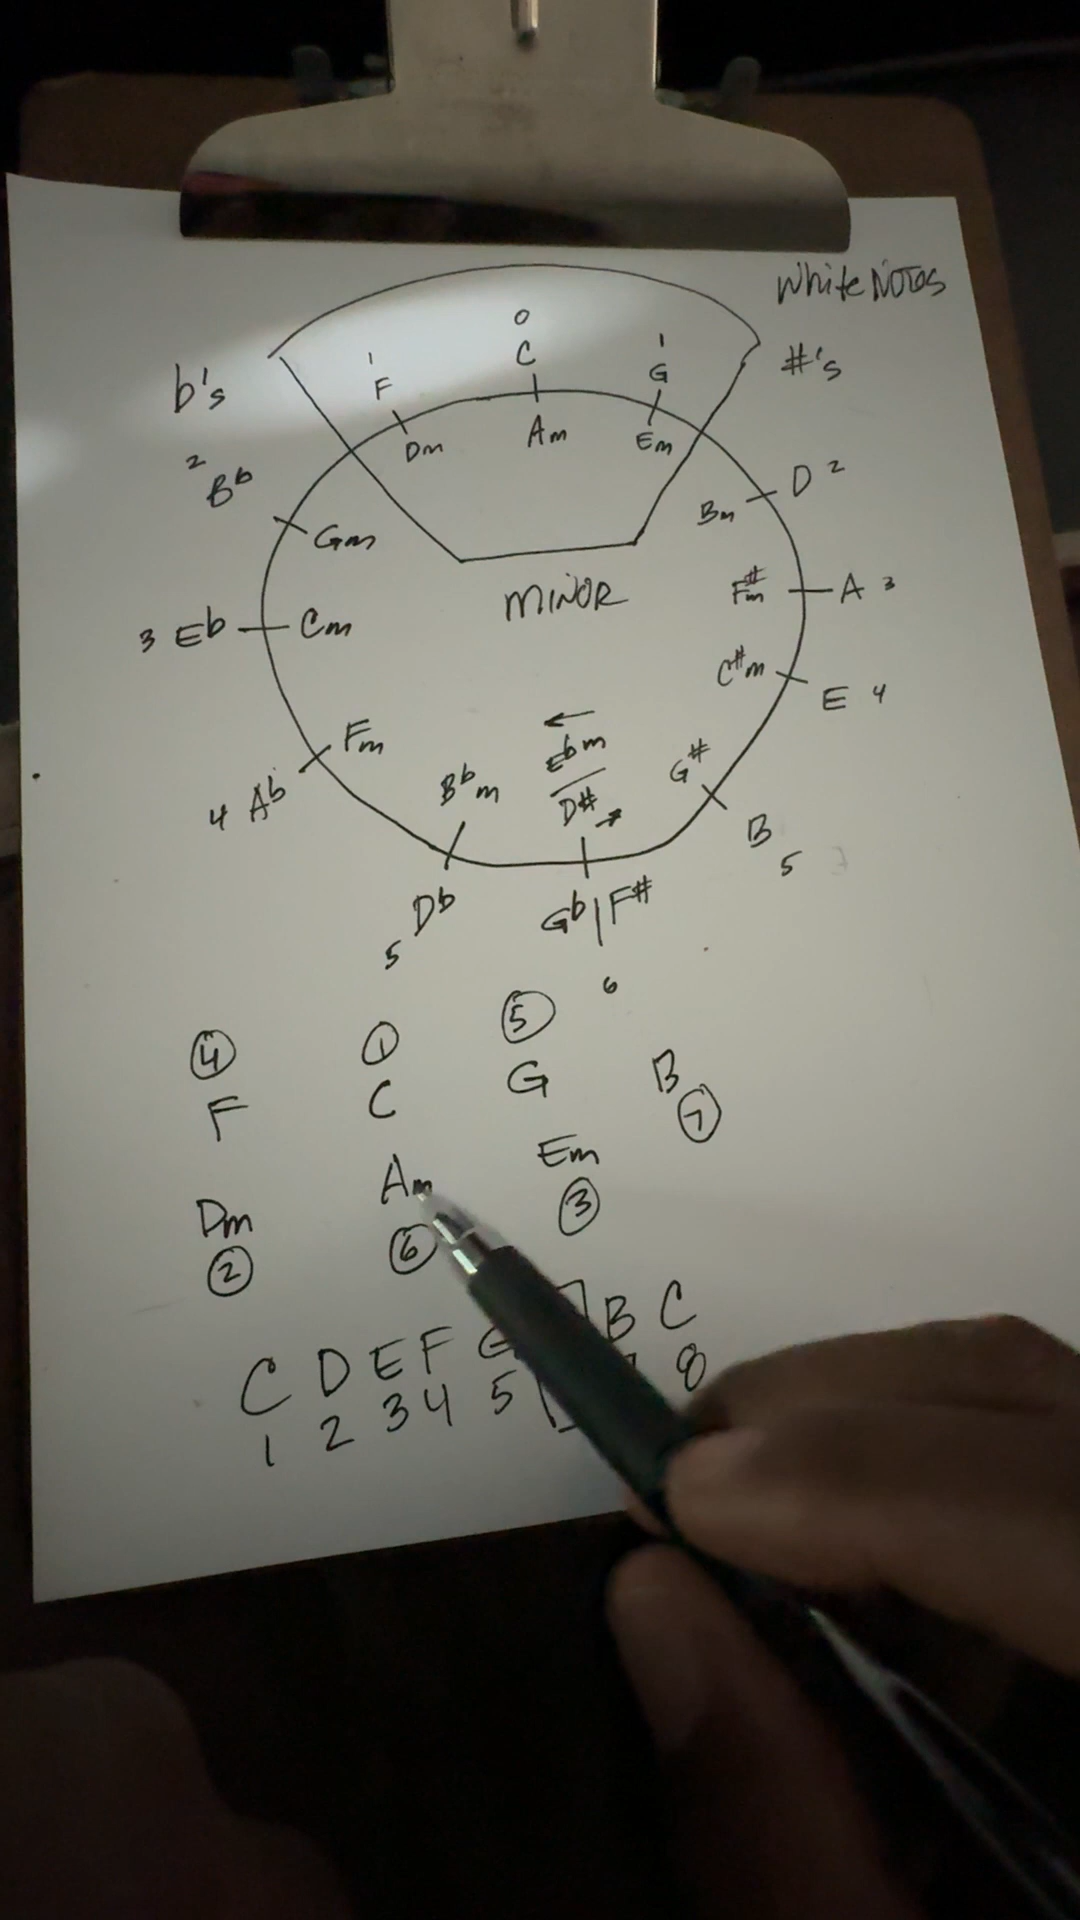 White Notes
0
1 C 1
F G
b's #'s
Dm Am Em
2 Bb D 2
Gm Bm
MINOR F#m A 3
3 Eb Cm
C#m E 4
←
Fm Ebm G#
4 Ab Bbm D# →
B 5
Db Gb|F#
5 6
4 1 5
F C G B
7
Dm Am Em
2 6 3
C D E F G B C
1 2 3 4 5 8